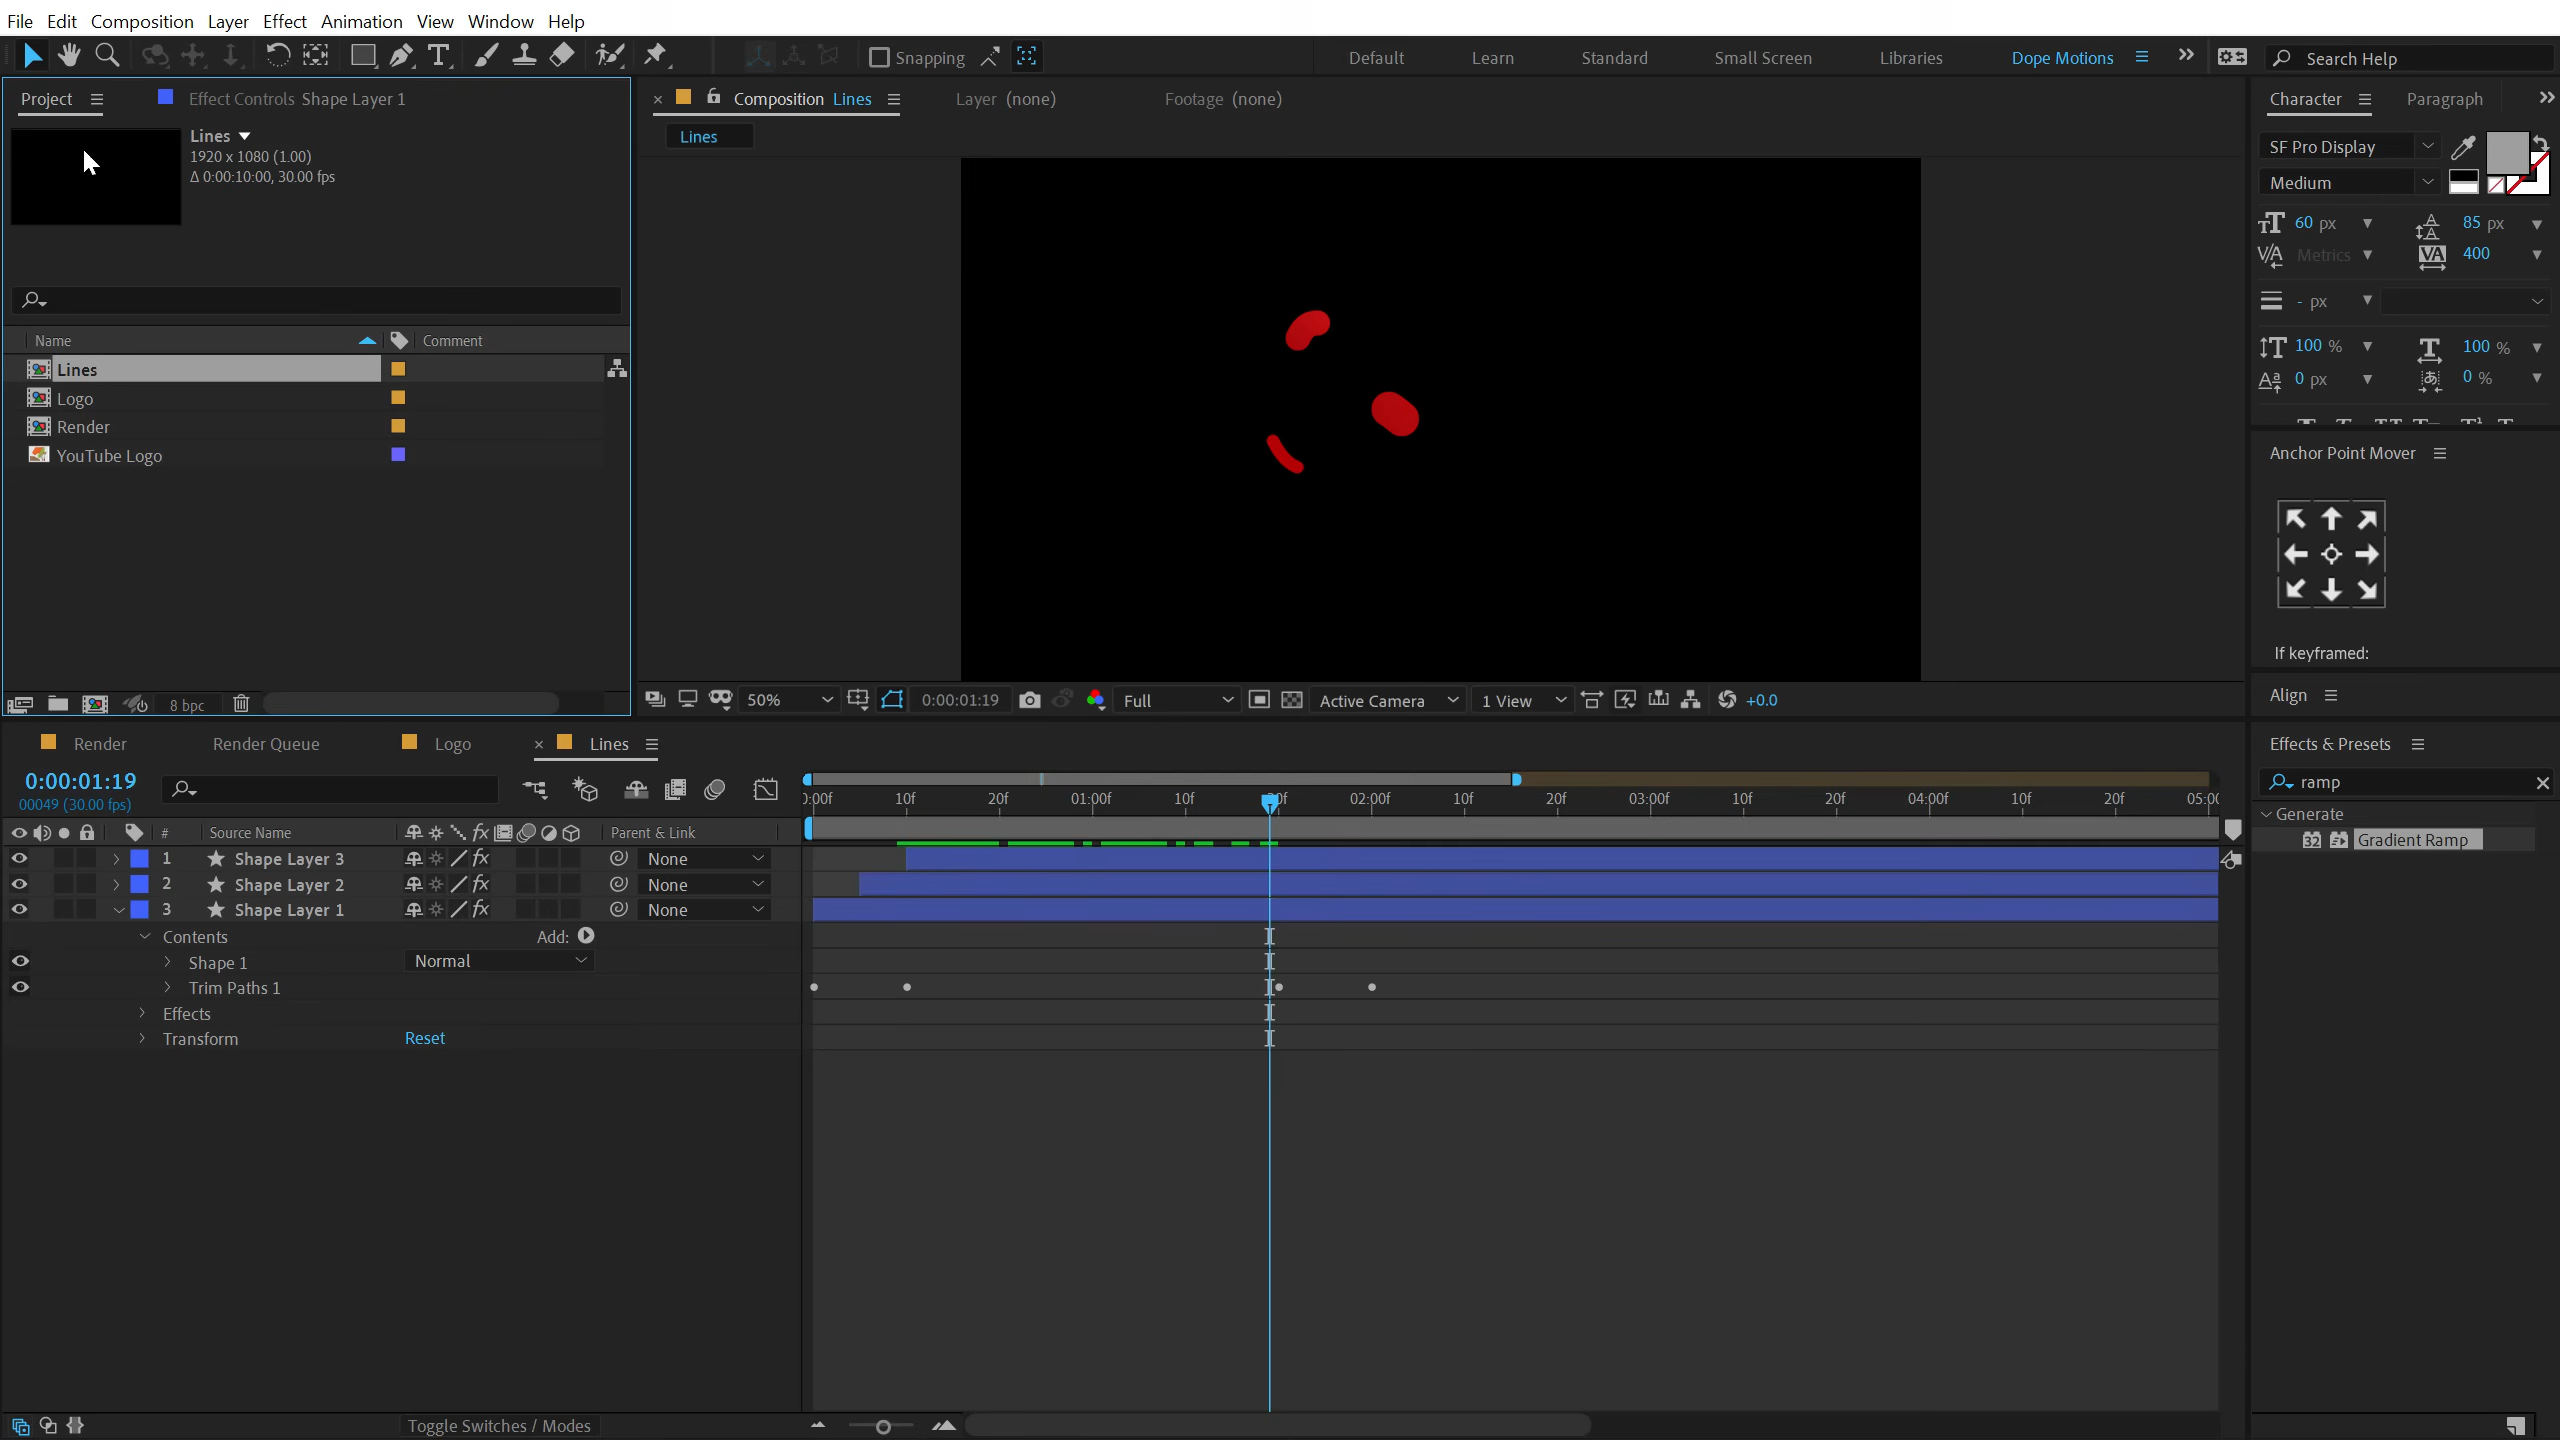 File Edit Composition Layer Effect Animation View Window Help
Snapping
Default Learn Standard Small Screen Libraries Dope Motions
Search Help
Project Effect Controls Shape Layer 1
Lines
1920 x 1080 (1.00)
Δ 0:00:10:00, 30.00 fps
Name Comment
Lines
Logo
Render
YouTube Logo
8 bpc
Composition Lines Layer (none) Footage (none)
Lines
50% 0:00:01:19 Full Active Camera 1 View +0.0
Character Paragraph
SF Pro Display
Medium
60 px 85 px
Metrics 400
- px
100 % 100 %
0 px 0 %
Anchor Point Mover
If keyframed:
Align
Effects & Presets
ramp
Generate
32 Gradient Ramp
Render Render Queue Logo Lines
0:00:01:19
00049 (30.00 fps)
:00f 10f 20f 01:00f 10f 20f 02:00f 10f 20f 03:00f 10f 20f 04:00f 10f 20f 05:00
# Source Name Parent & Link
1 Shape Layer 3 None
2 Shape Layer 2 None
3 Shape Layer 1 None
Contents Add:
Shape 1 Normal
Trim Paths 1
Effects
Transform Reset
Toggle Switches / Modes